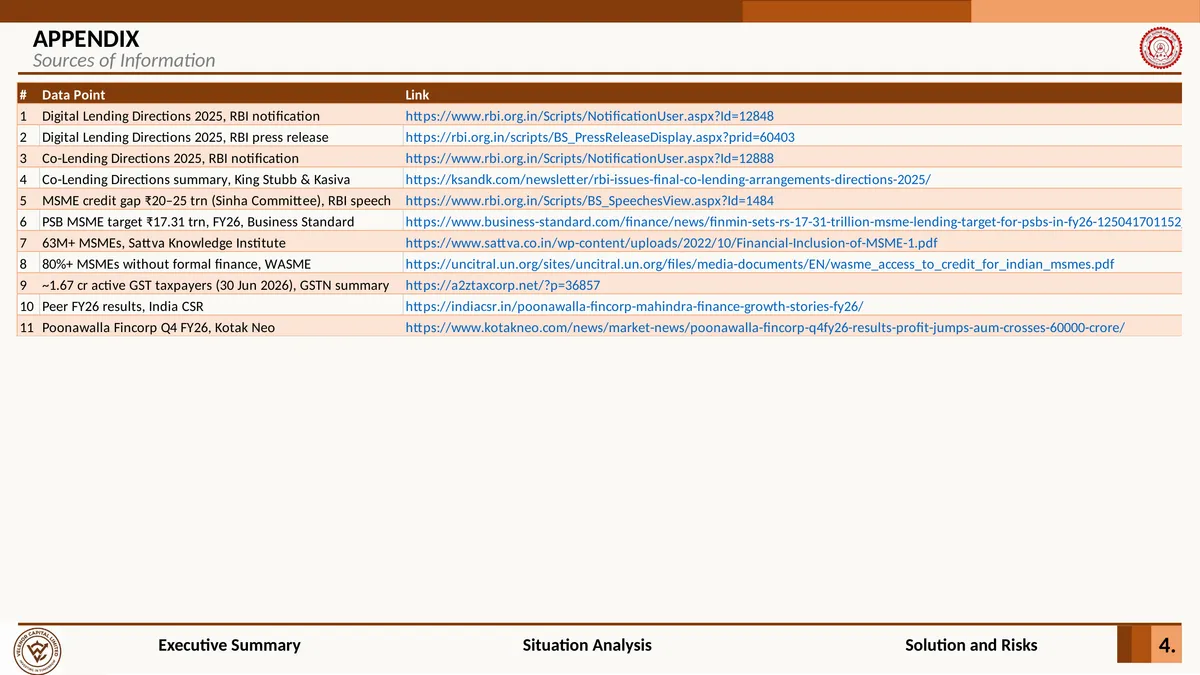 APPENDIX
Sources of Information
# Data Point Link
1 Digital Lending Directions 2025, RBI notification https://www.rbi.org.in/Scripts/NotificationUser.aspx?Id=12848
2 Digital Lending Directions 2025, RBI press release https://rbi.org.in/scripts/BS_PressReleaseDisplay.aspx?prid=60403
3 Co-Lending Directions 2025, RBI notification https://www.rbi.org.in/Scripts/NotificationUser.aspx?Id=12888
4 Co-Lending Directions summary, King Stubb & Kasiva https://ksandk.com/newsletter/rbi-issues-final-co-lending-arrangements-directions-2025/
5 MSME credit gap ₹20–25 trn (Sinha Committee), RBI speech https://www.rbi.org.in/Scripts/BS_SpeechesView.aspx?Id=1484
6 PSB MSME target ₹17.31 trn, FY26, Business Standard https://www.business-standard.com/finance/news/finmin-sets-rs-17-31-trillion-msme-lending-target-for-psbs-in-fy26-125041701152
7 63M+ MSMEs, Sattva Knowledge Institute https://www.sattva.co.in/wp-content/uploads/2022/10/Financial-Inclusion-of-MSME-1.pdf
8 80%+ MSMEs without formal finance, WASME https://uncitral.un.org/sites/uncitral.un.org/files/media-documents/EN/wasme_access_to_credit_for_indian_msmes.pdf
9 ~1.67 cr active GST taxpayers (30 Jun 2026), GSTN summary https://a2ztaxcorp.net/?p=36857
10 Peer FY26 results, India CSR https://indiacsr.in/poonawalla-fincorp-mahindra-finance-growth-stories-fy26/
11 Poonawalla Fincorp Q4 FY26, Kotak Neo https://www.kotakneo.com/news/market-news/poonawalla-fincorp-q4fy26-results-profit-jumps-aum-crosses-60000-crore/
Executive Summary Situation Analysis Solution and Risks 4.